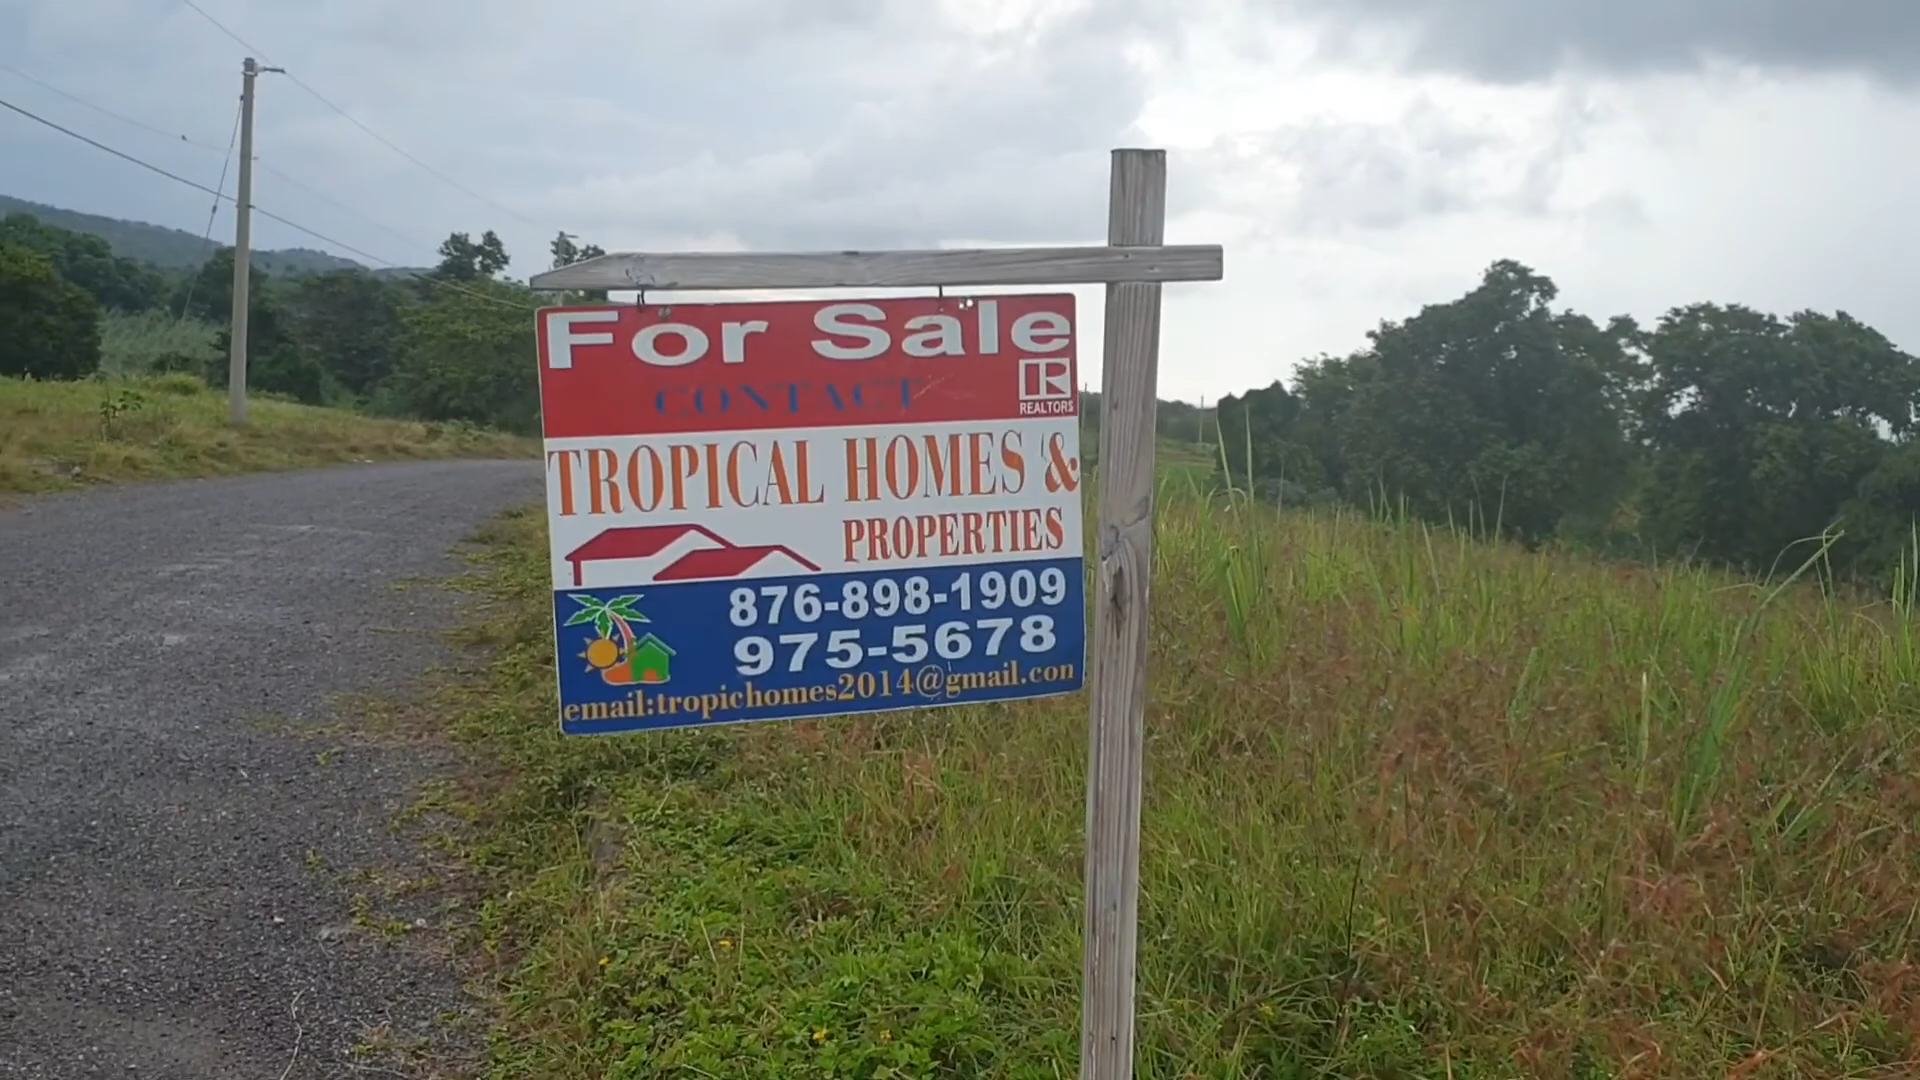 For Sale
CONTACT
R
REALTORS
TROPICAL HOMES &
PROPERTIES
876-898-1909
975-5678
email:tropichomes2014@gmail.con